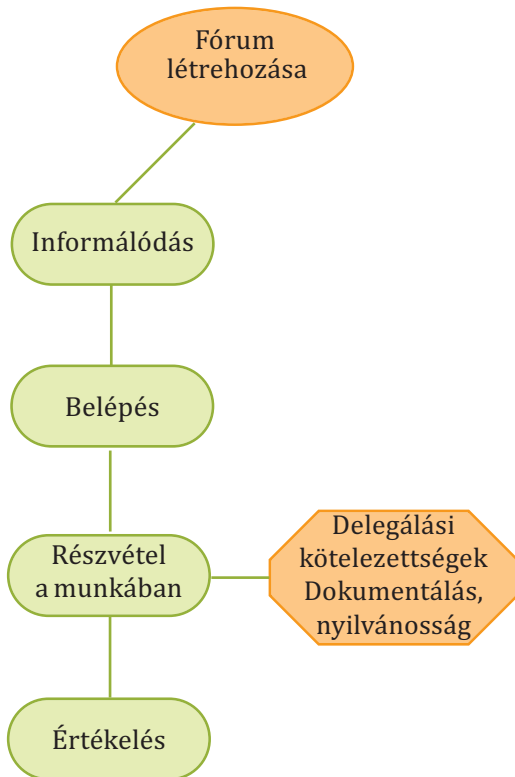 Fórum
létrehozása
Informálódás
Belépés
Részvétel
a munkában
Delegálási
kötelezettségek
Dokumentálás,
nyilvánosság
Értékelés